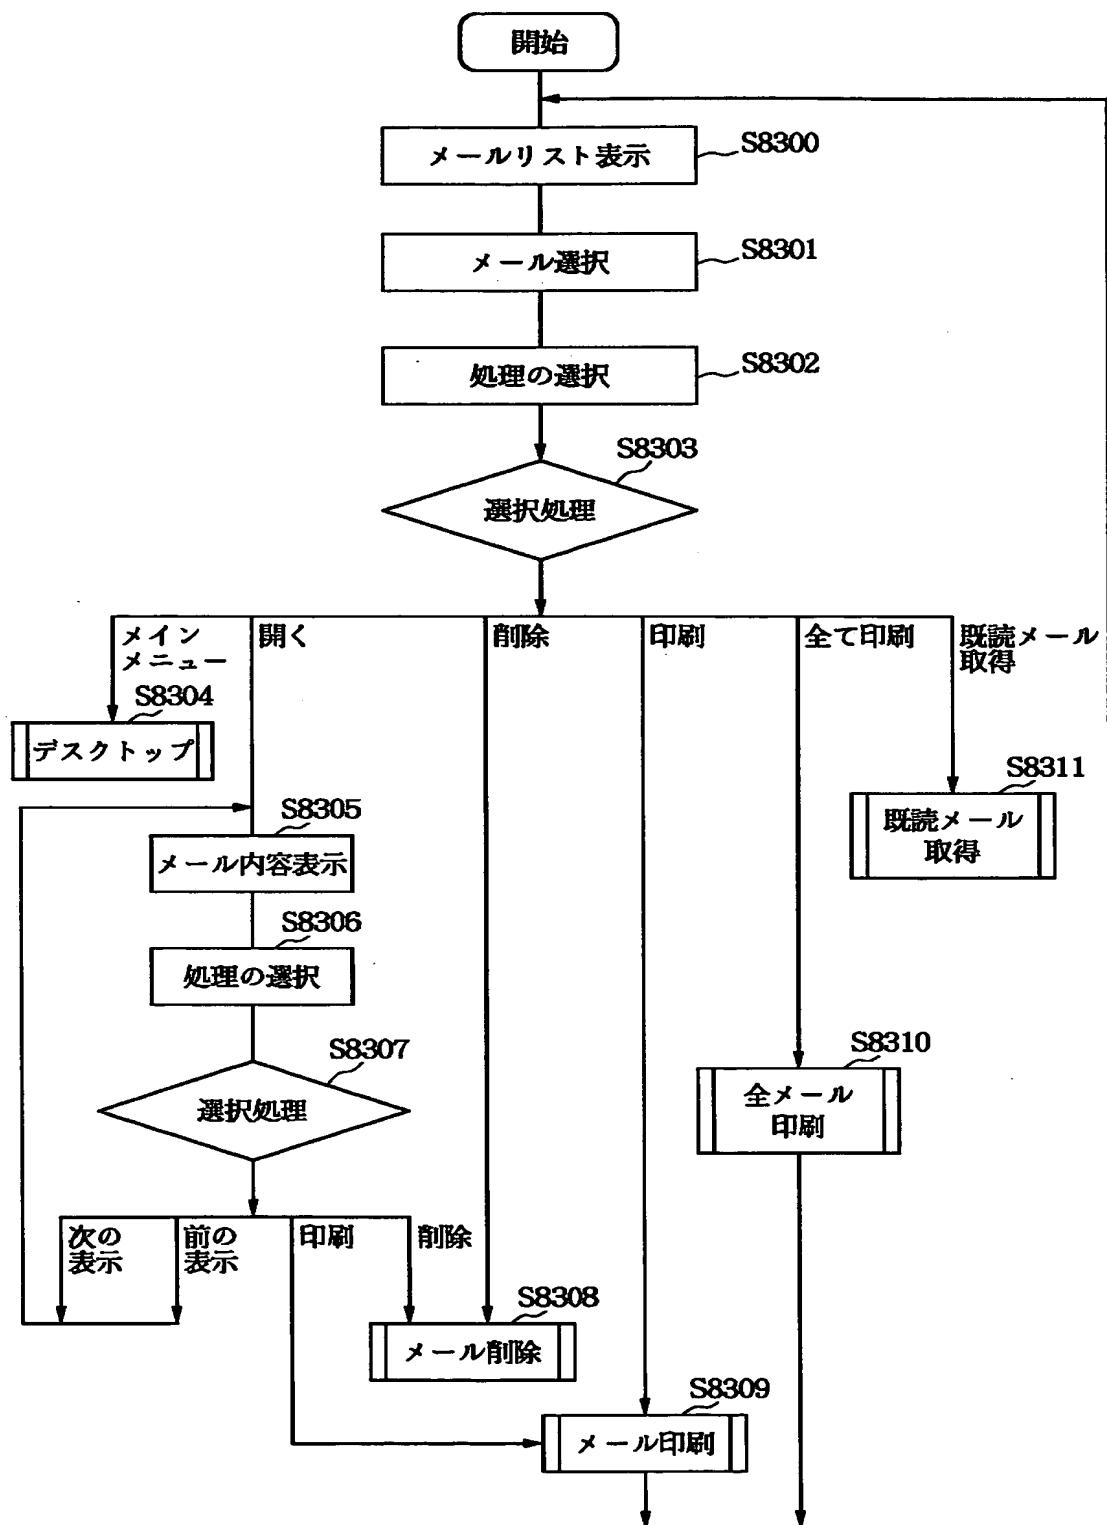 開始
メールリスト表示
S8300
メール選択
S8301
処理の選択
S8302
S8303
選択処理
メイン
メニュー
開く
削除
印刷
全て印刷
既読メール
取得
S8304
デスクトップ
S8311
既読メール
取得
S8305
メール内容表示
S8306
処理の選択
S8307
選択処理
S8310
全メール
印刷
次の
表示
前の
表示
印刷
削除
S8308
メール削除
S8309
メール印刷